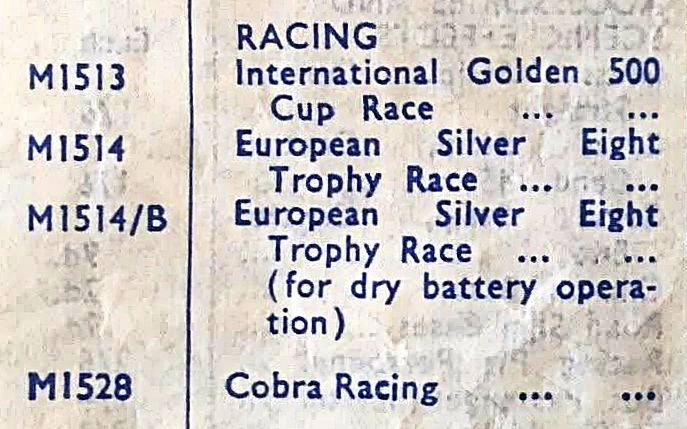 RACING
M1513 International Golden 500
Cup Race ... ...
M1514 European Silver Eight
Trophy Race ... ...
M1514/B European Silver Eight
Trophy Race ... ...
(for dry battery opera-
tion)
M1528 Cobra Racing ... ...